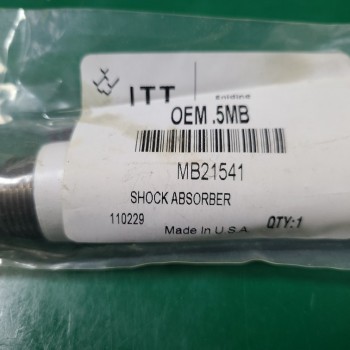 ITT
Enidine
OEM .5MB
MB21541
SHOCK ABSORBER
110229
QTY:1
Made In U.S.A